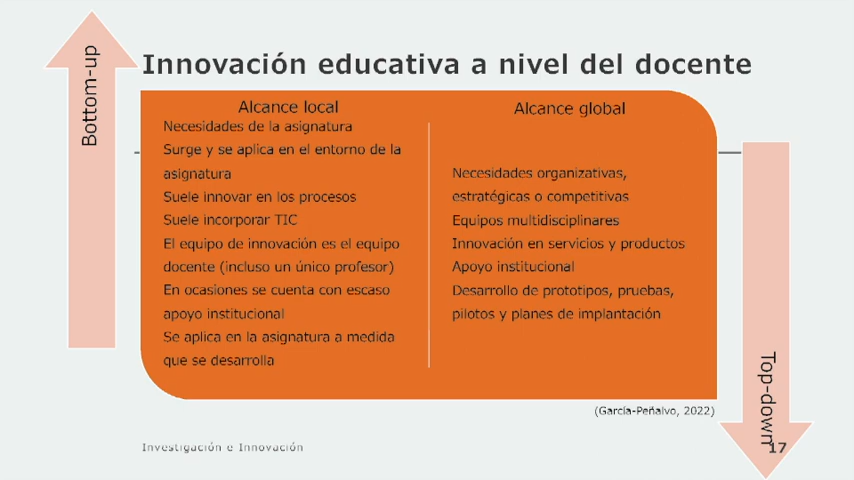 Bottom-up
Innovación educativa a nivel del docente
Alcance local
Necesidades de la asignatura
Surge y se aplica en el entorno de la
asignatura
Suele innovar en los procesos
Suele incorporar TIC
El equipo de innovación es el equipo
docente (incluso un único profesor)
En ocasiones se cuenta con escaso
apoyo institucional
Se aplica en la asignatura a medida
que se desarrolla
Alcance global
Necesidades organizativas,
estratégicas o competitivas
Equipos multidisciplinares
Innovación en servicios y productos
Apoyo institucional
Desarrollo de prototipos, pruebas,
pilotos y planes de implantación
Top-down
(García-Peñalvo, 2022)
Investigación e Innovación
17